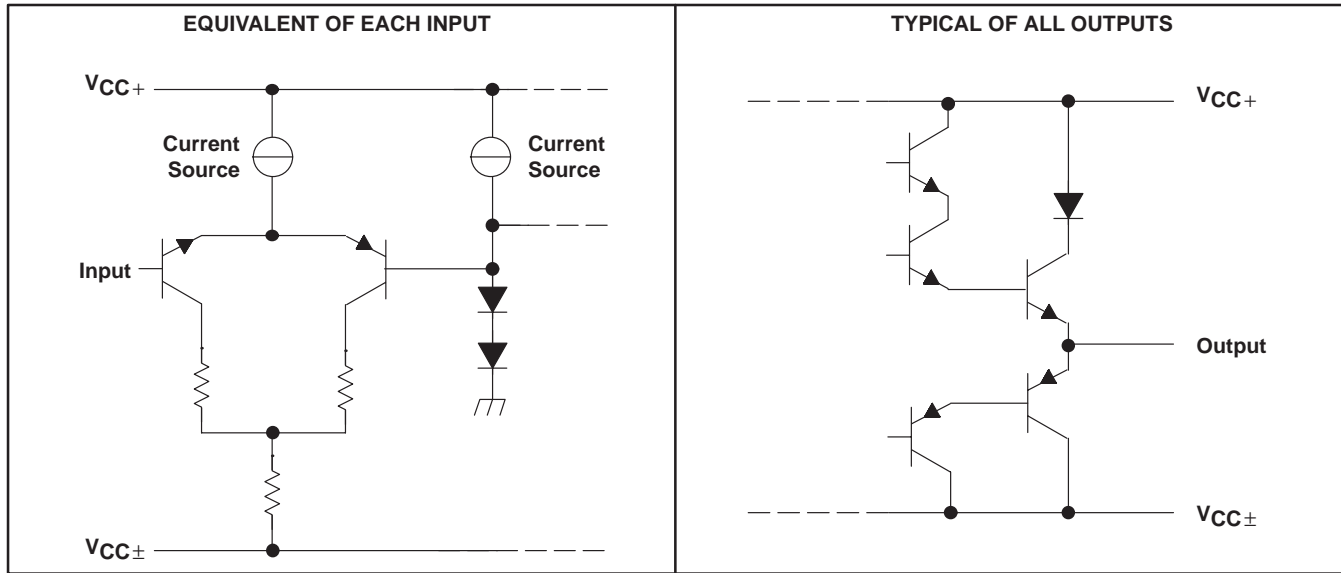 EQUIVALENT OF EACH INPUT
VCC+
Current
Source
Current
Source
Input
VCC±
TYPICAL OF ALL OUTPUTS
VCC+
Output
VCC±